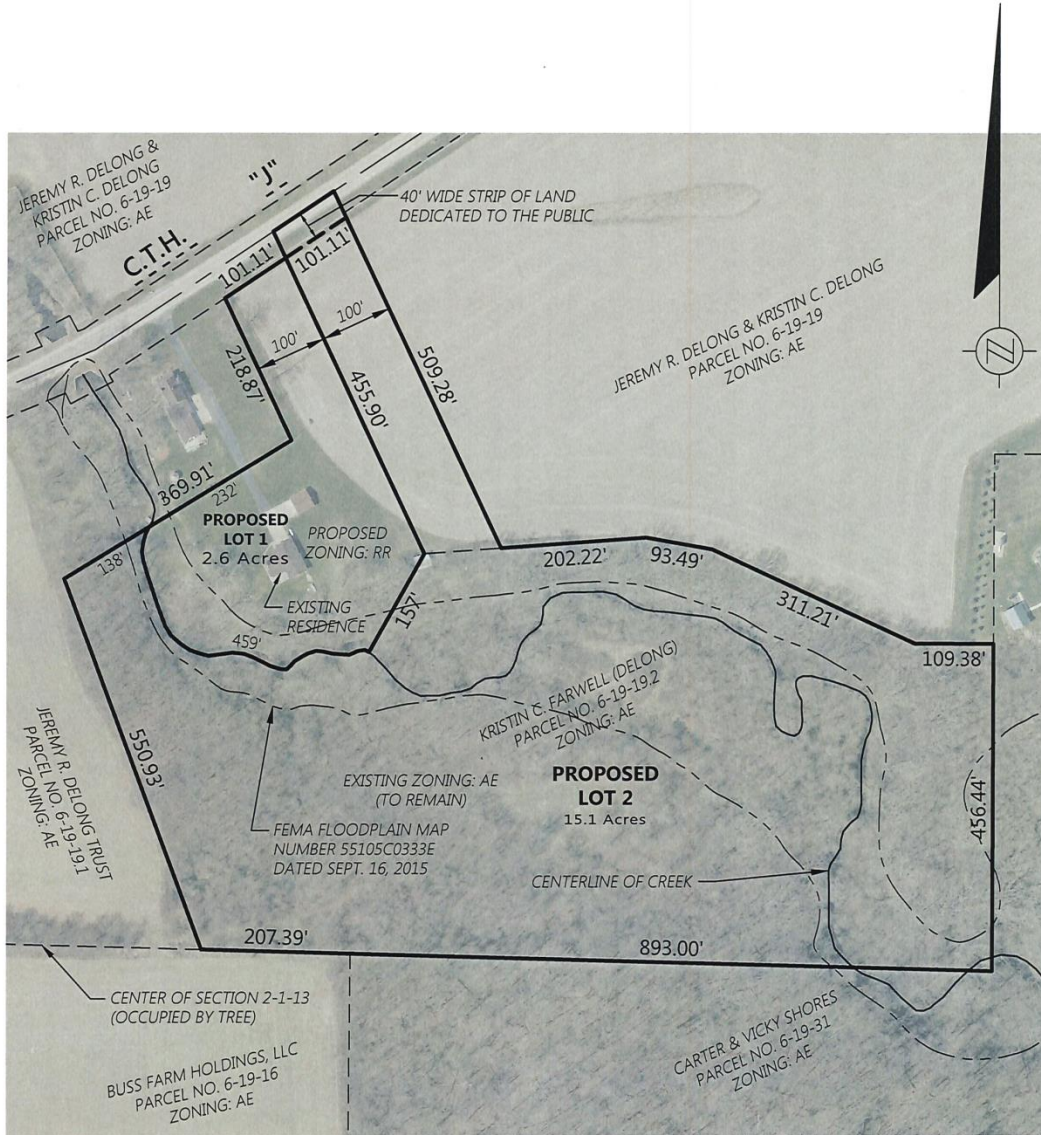 JEREMY R. DELONG &
KRISTIN C. DELONG
PARCEL NO. 6-19-19
ZONING: AE
C.T.H. "J"
40' WIDE STRIP OF LAND
DEDICATED TO THE PUBLIC
101.11'
101.11'
100'
100'
218.87'
455.90'
509.28'
JEREMY R. DELONG & KRISTIN C. DELONG
PARCEL NO. 6-19-19
ZONING: AE
N
369.91'
232'
138'
PROPOSED
LOT 1
2.6 Acres
PROPOSED
ZONING: RR
EXISTING
RESIDENCE
459'
157'
202.22'
93.49'
311.21'
109.38'
KRISTIN C. FARWELL (DELONG)
PARCEL NO. 6-19-19.2
ZONING: AE
JEREMY R. DELONG TRUST
PARCEL NO. 6-19-19.1
ZONING: AE
550.93'
EXISTING ZONING: AE
(TO REMAIN)
PROPOSED
LOT 2
15.1 Acres
456.44'
FEMA FLOODPLAIN MAP
NUMBER 55105C0333E
DATED SEPT. 16, 2015
CENTERLINE OF CREEK
207.39'
893.00'
CENTER OF SECTION 2-1-13
(OCCUPIED BY TREE)
BUSS FARM HOLDINGS, LLC
PARCEL NO. 6-19-16
ZONING: AE
CARTER & VICKY SHORES
PARCEL NO. 6-19-31
ZONING: AE